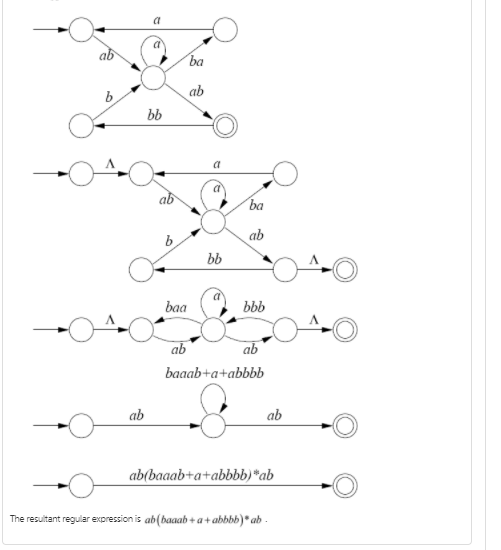 a
ab
a
ba
b
ab
bb
Λ
a
ab
a
ba
b
ab
bb
Λ
Λ
baa
a
bbb
Λ
ab
ab
baaab+a+abbbb
ab
ab
ab(baaab+a+abbbb)*ab
The resultant regular expression is ab(baaab+a+abbbb)* ab .